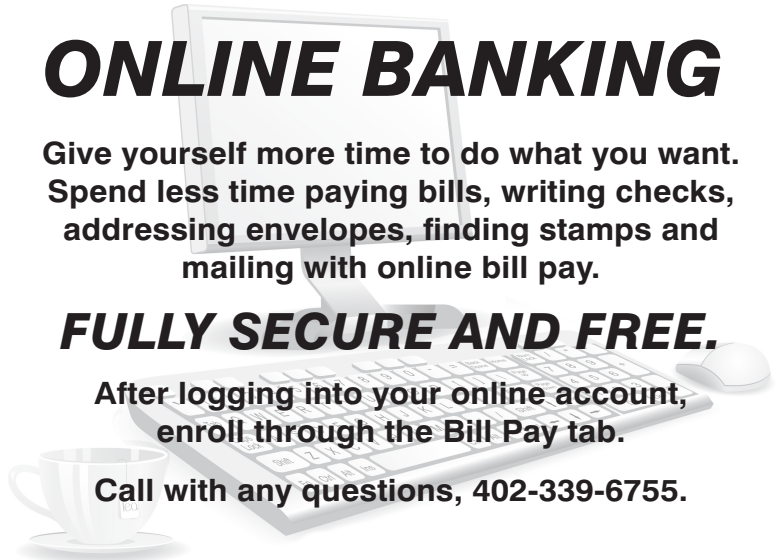 ONLINE BANKING
Give yourself more time to do what you want.
Spend less time paying bills, writing checks,
addressing envelopes, finding stamps and
mailing with online bill pay.
FULLY SECURE AND FREE.
After logging into your online account,
enroll through the Bill Pay tab.
Call with any questions, 402-339-6755.
tea